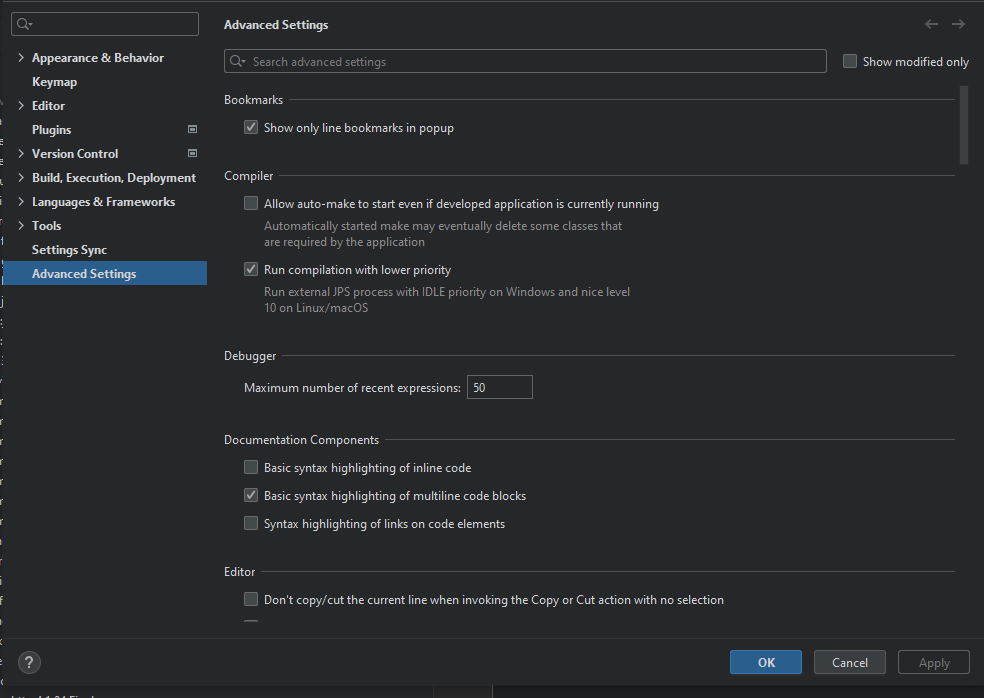 Advanced Settings
Search advanced settings
Show modified only
Appearance & Behavior
Keymap
Editor
Plugins
Version Control
Build, Execution, Deployment
Languages & Frameworks
Tools
Settings Sync
Advanced Settings
Bookmarks
Show only line bookmarks in popup
Compiler
Allow auto-make to start even if developed application is currently running
Automatically started make may eventually delete some classes that
are required by the application
Run compilation with lower priority
Run external JPS process with IDLE priority on Windows and nice level
10 on Linux/macOS
Debugger
Maximum number of recent expressions: 50
Documentation Components
Basic syntax highlighting of inline code
Basic syntax highlighting of multiline code blocks
Syntax highlighting of links on code elements
Editor
Don't copy/cut the current line when invoking the Copy or Cut action with no selection
?
OK
Cancel
Apply